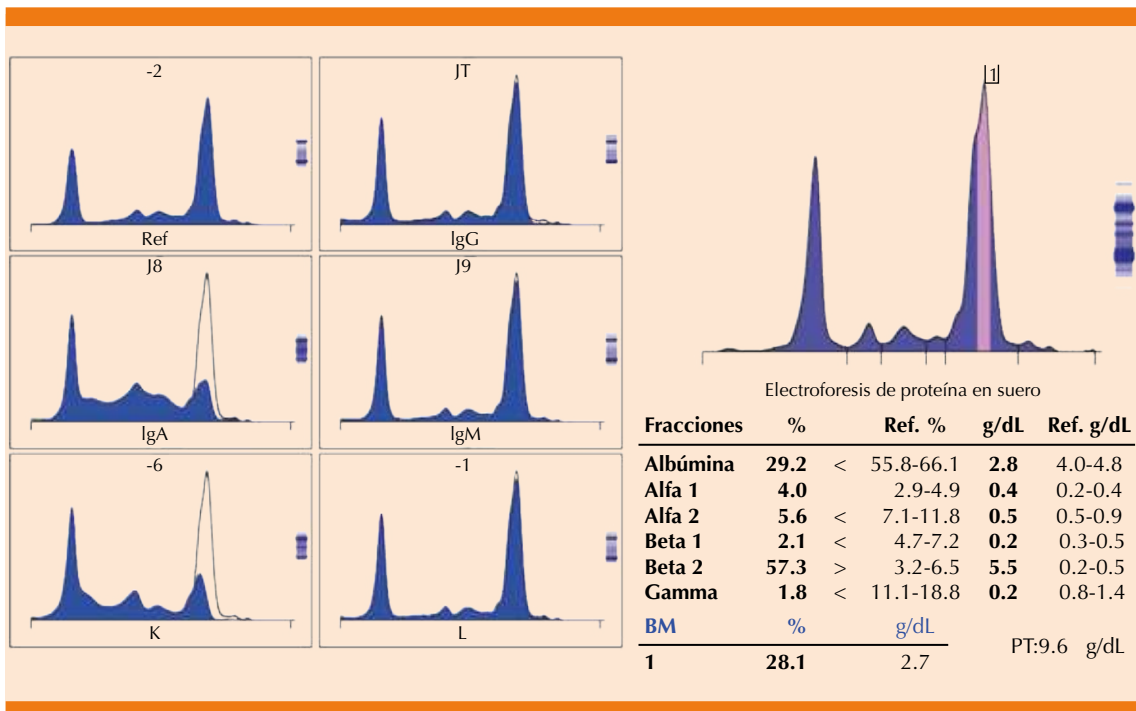 -2
Ref
JT
IgG
J8
IgA
J9
IgM
-6
K
-1
L
1
Electroforesis de proteína en suero
Fracciones % Ref. % g/dL Ref. g/dL
Albúmina 29.2 < 55.8-66.1 2.8 4.0-4.8
Alfa 1 4.0 2.9-4.9 0.4 0.2-0.4
Alfa 2 5.6 < 7.1-11.8 0.5 0.5-0.9
Beta 1 2.1 < 4.7-7.2 0.2 0.3-0.5
Beta 2 57.3 > 3.2-6.5 5.5 0.2-0.5
Gamma 1.8 < 11.1-18.8 0.2 0.8-1.4
BM % g/dL
1 28.1 2.7
PT:9.6 g/dL